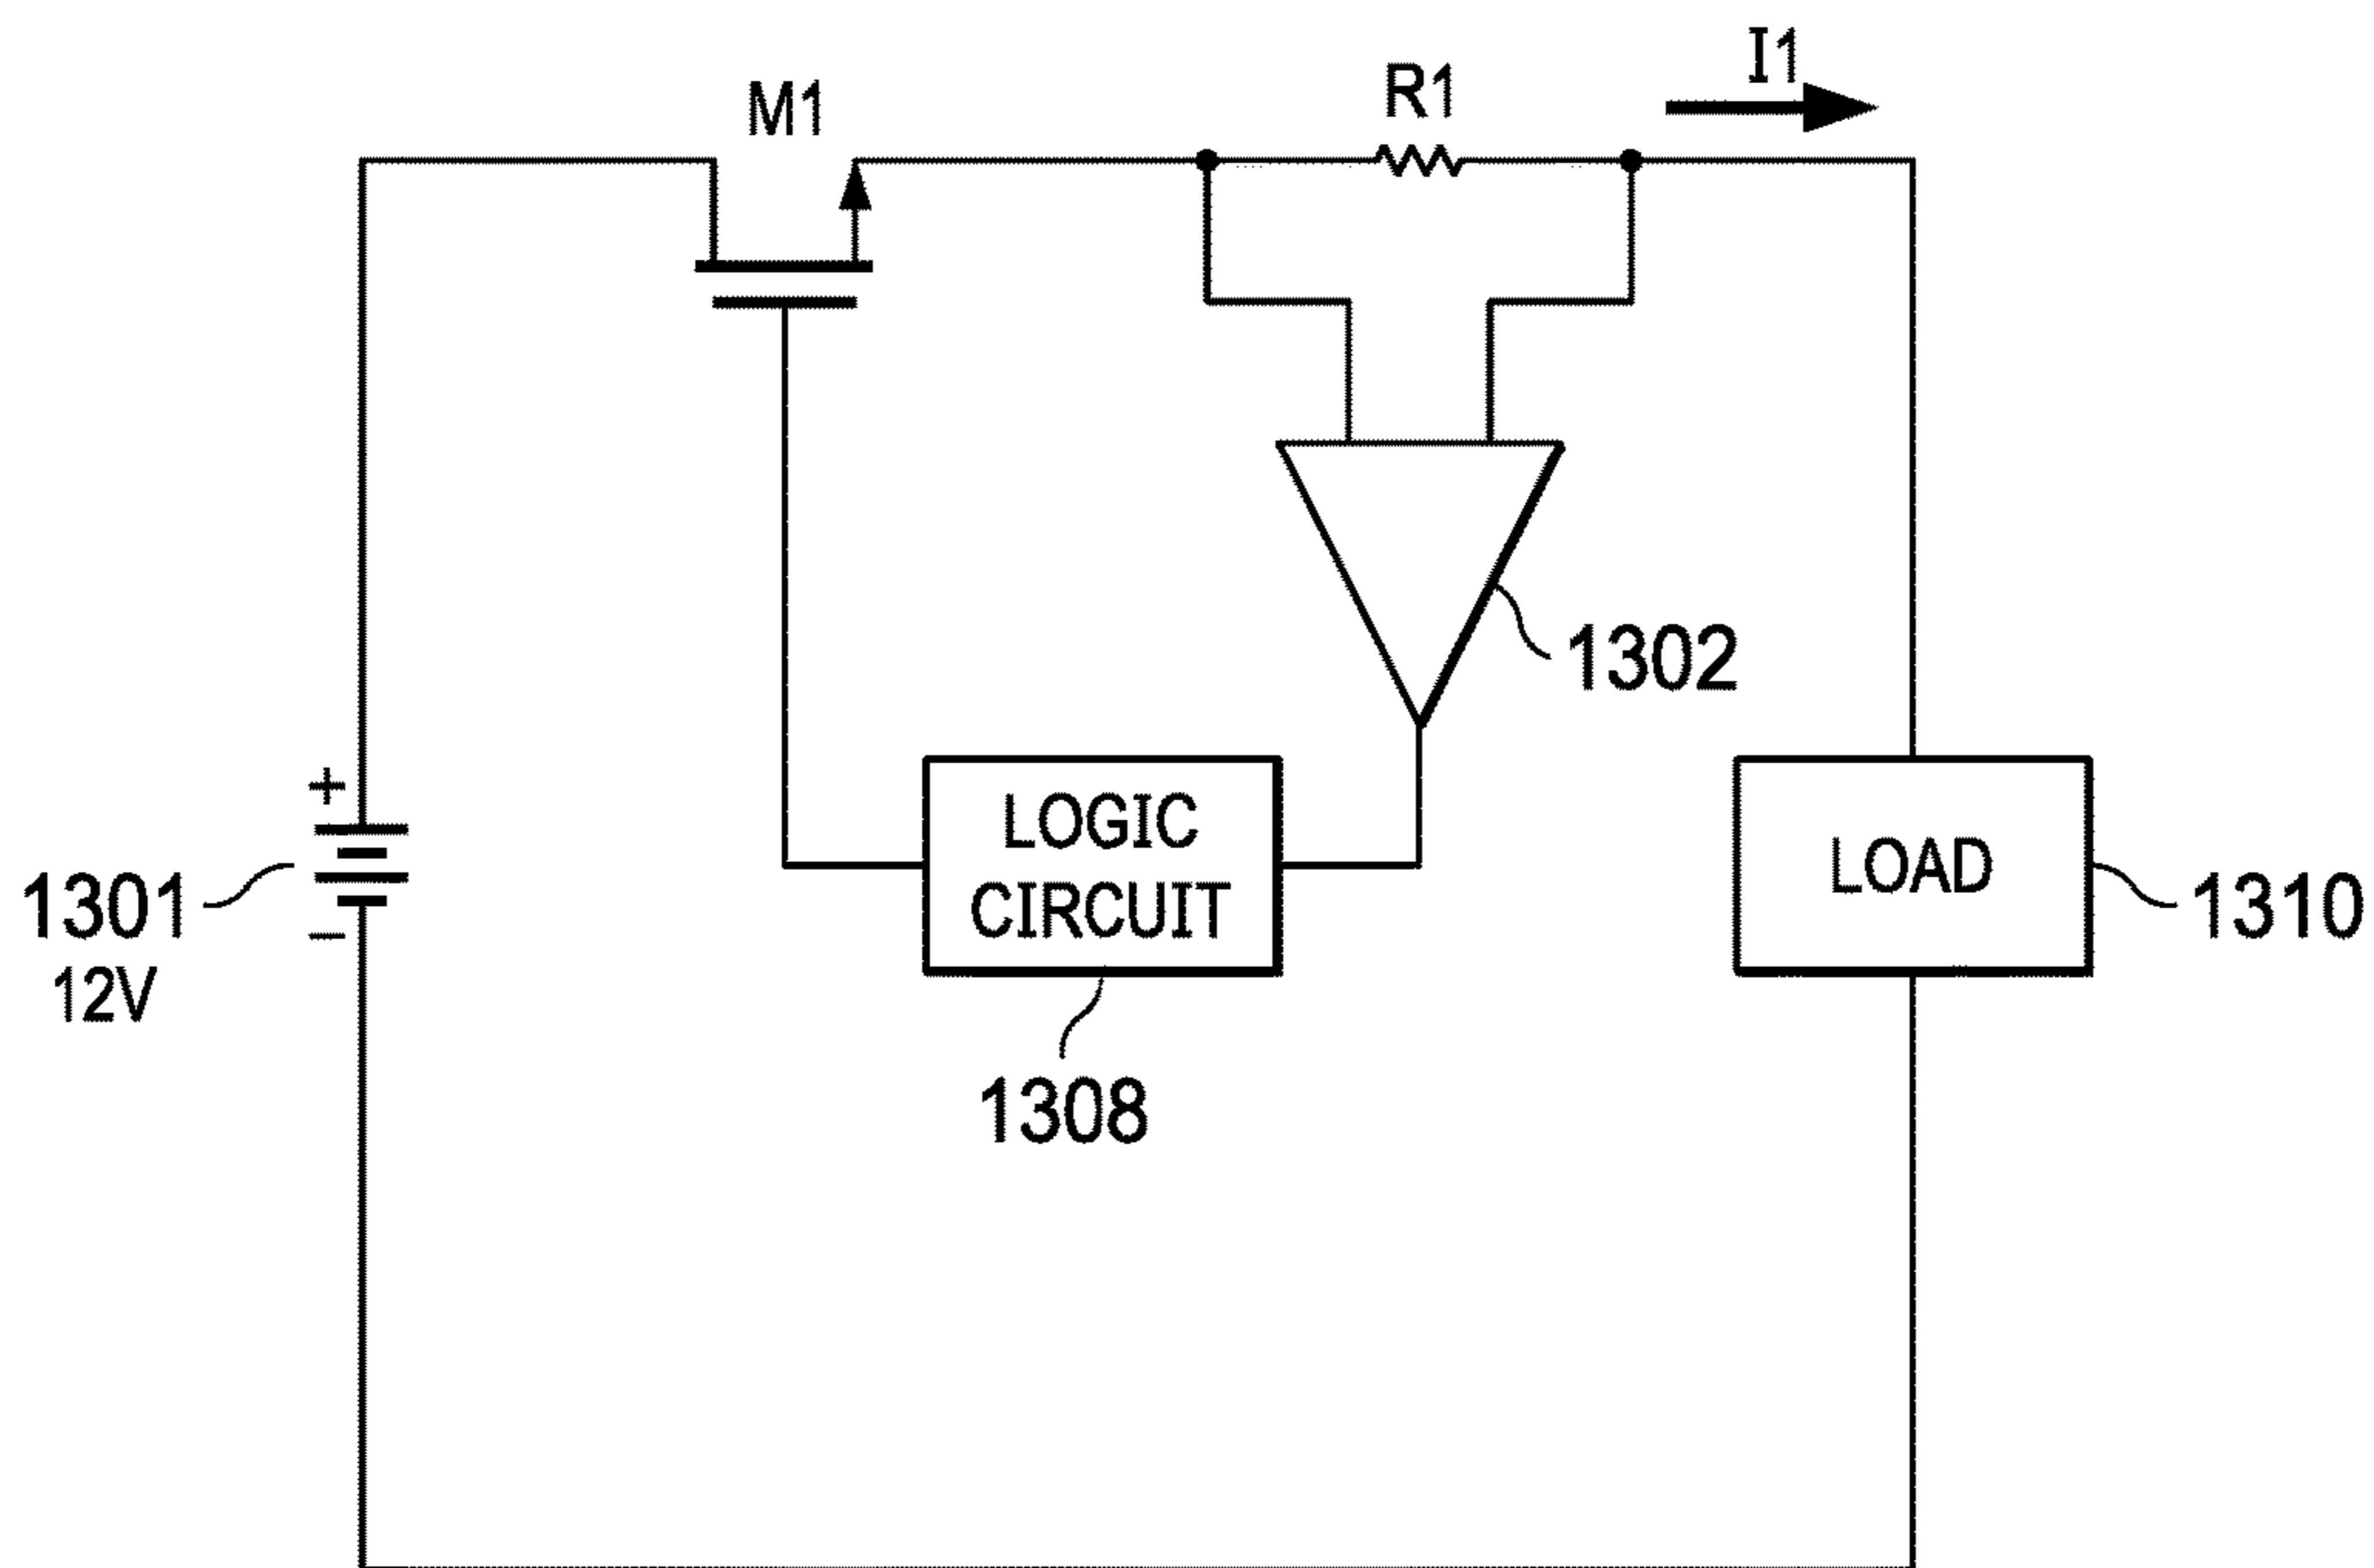 I1
R1
M1
1302
+
LOGIC
CIRCUIT
LOAD
1301
−
1310
12V
1308